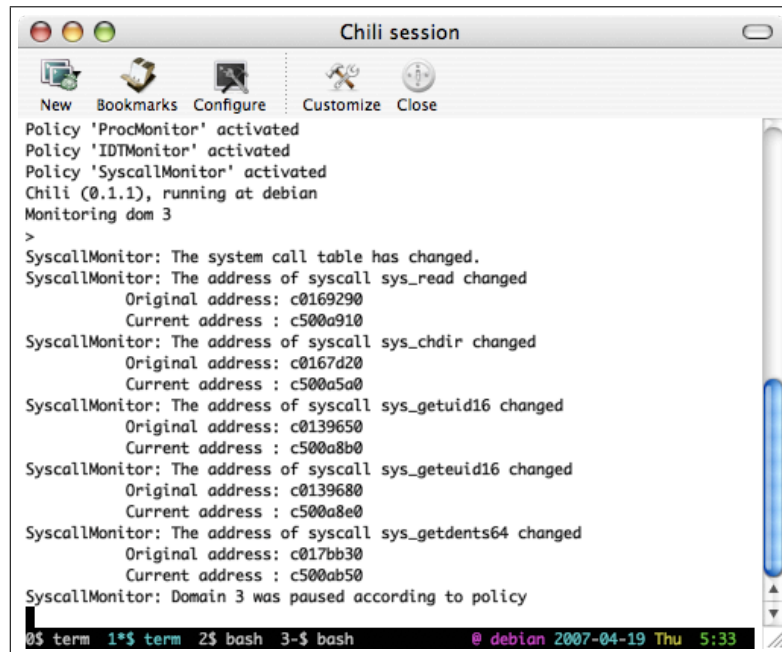 Chili session
New Bookmarks Configure Customize Close
Policy 'ProcMonitor' activated
Policy 'IDTMonitor' activated
Policy 'SyscallMonitor' activated
Chili (0.1.1), running at debian
Monitoring dom 3
>
SyscallMonitor: The system call table has changed.
SyscallMonitor: The address of syscall sys_read changed
Original address: c0169290
Current address : c500a910
SyscallMonitor: The address of syscall sys_chdir changed
Original address: c0167d20
Current address : c500a5a0
SyscallMonitor: The address of syscall sys_getuid16 changed
Original address: c0139650
Current address : c500a8b0
SyscallMonitor: The address of syscall sys_geteuid16 changed
Original address: c0139680
Current address : c500a8e0
SyscallMonitor: The address of syscall sys_getdents64 changed
Original address: c017bb30
Current address : c500ab50
SyscallMonitor: Domain 3 was paused according to policy
0$ term 1*$ term 2$ bash 3-$ bash @ debian 2007-04-19 Thu 5:33